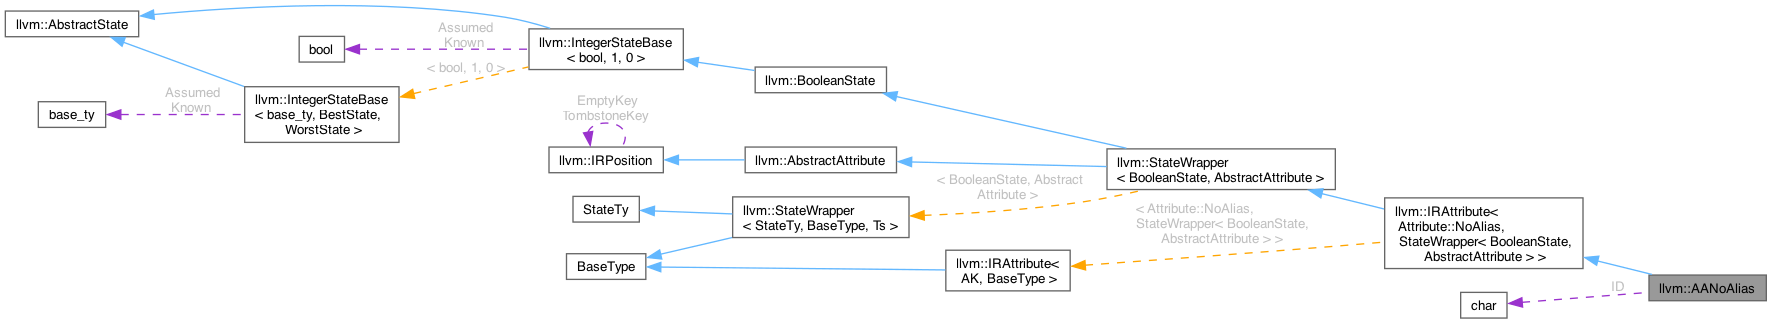 llvm::AbstractState
bool
Assumed
Known
llvm::IntegerStateBase
< bool, 1, 0 >
< bool, 1, 0 >
llvm::BooleanState
base_ty
Assumed
Known
llvm::IntegerStateBase
< base_ty, BestState,
WorstState >
EmptyKey
TombstoneKey
llvm::IRPosition
llvm::AbstractAttribute
llvm::StateWrapper
< BooleanState, AbstractAttribute >
< BooleanState, Abstract
Attribute >
StateTy
llvm::StateWrapper
< StateTy, BaseType, Ts >
< Attribute::NoAlias,
StateWrapper< BooleanState,
AbstractAttribute > >
llvm::IRAttribute<
Attribute::NoAlias,
StateWrapper< BooleanState,
AbstractAttribute > >
BaseType
llvm::IRAttribute<
AK, BaseType >
ID
llvm::AANoAlias
char